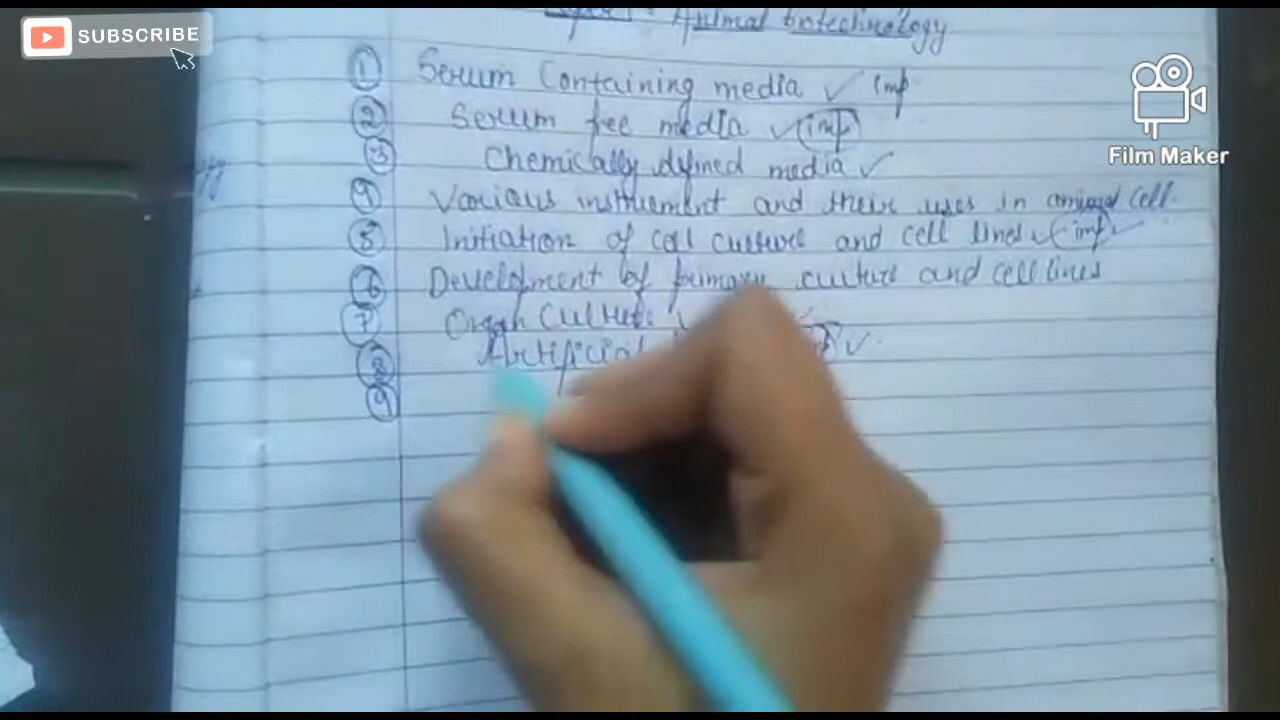 SUBSCRIBE
Animal biotechnology
Film Maker
① Serum Containing media ✓ imp.
② Serum free media ✓ imp
③ Chemically defined media ✓
④ Various instrument and their uses in animal cell.
⑤ Initiation of cell culture and cell lines ✓ imp ✓
⑥ Development of primary culture and cell lines
⑦ Organ Culture
⑧ Artificial
⑨